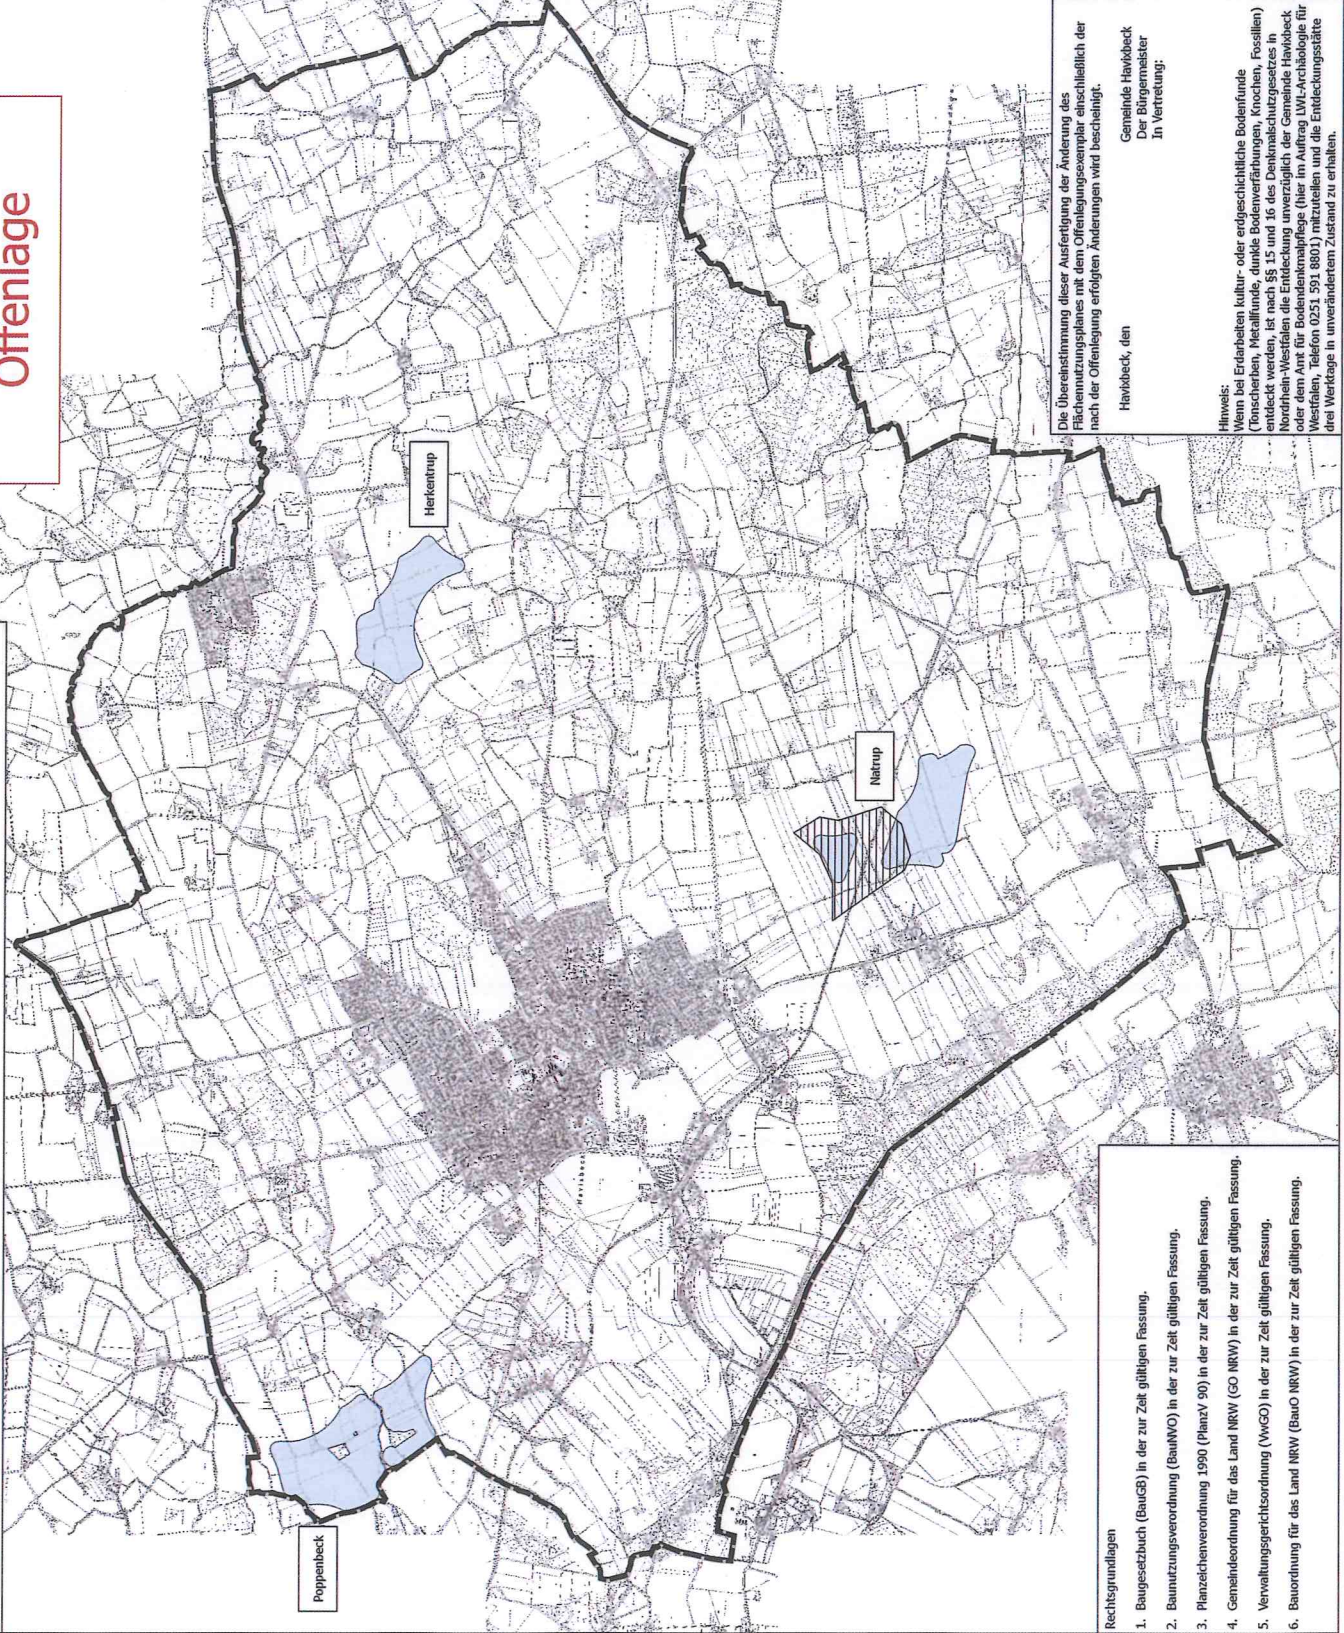 Offenlage
Herkentrup
Natrup
Poppenbeck
Havixbeck
Die Übereinstimmung dieser Ausfertigung der Änderung des
Flächennutzungsplanes mit dem Offenlegungsexemplar einschließlich der
nach der Offenlegung erfolgten Änderungen wird bescheinigt.
Havixbeck, den
Gemeinde Havixbeck
Der Bürgermeister
In Vertretung:
Hinweis:
Wenn bei Erdarbeiten kultur- oder erdgeschichtliche Bodenfunde
(Tonscherben, Metallfunde, dunkle Bodenverfärbungen, Knochen, Fossilien)
entdeckt werden, ist nach §§ 15 und 16 des Denkmalschutzgesetzes in
Nordrhein-Westfalen die Entdeckung unverzüglich der Gemeinde Havixbeck
oder dem Amt für Bodendenkmalpflege (hier im Auftrag LWL-Archäologie für
Westfalen, Telefon 0251 591 8801) mitzuteilen und die Entdeckungsstätte
drei Werktage in unverändertem Zustand zu erhalten.
Rechtsgrundlagen
1. Baugesetzbuch (BauGB) in der zur Zeit gültigen Fassung.
2. Baunutzungsverordnung (BauNVO) in der zur Zeit gültigen Fassung.
3. Planzeichenverordnung 1990 (PlanzV 90) in der zur Zeit gültigen Fassung.
4. Gemeindeordnung für das Land NRW (GO NRW) in der zur Zeit gültigen Fassung.
5. Verwaltungsgerichtsordnung (VwGO) in der zur Zeit gültigen Fassung.
6. Bauordnung für das Land NRW (BauO NRW) in der zur Zeit gültigen Fassung.